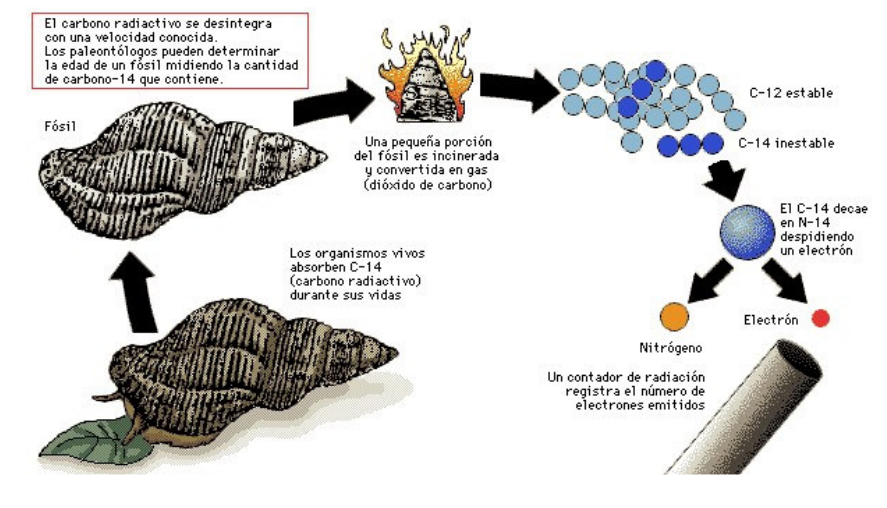 El carbono radiactivo se desintegra
con una velocidad conocida.
Los paleontólogos pueden determinar
la edad de un fósil midiendo la cantidad
de carbono-14 que contiene.
Fósil
Una pequeña porción
del fósil es incinerada
y convertida en gas
(dióxido de carbono)
C-12 estable
C-14 inestable
El C-14 decae
en N-14
despidiendo
un electrón
Los organismos vivos
absorben C-14
(carbono radiactivo)
durante sus vidas
Nitrógeno
Electrón
Un contador de radiación
registra el número de
electrones emitidos